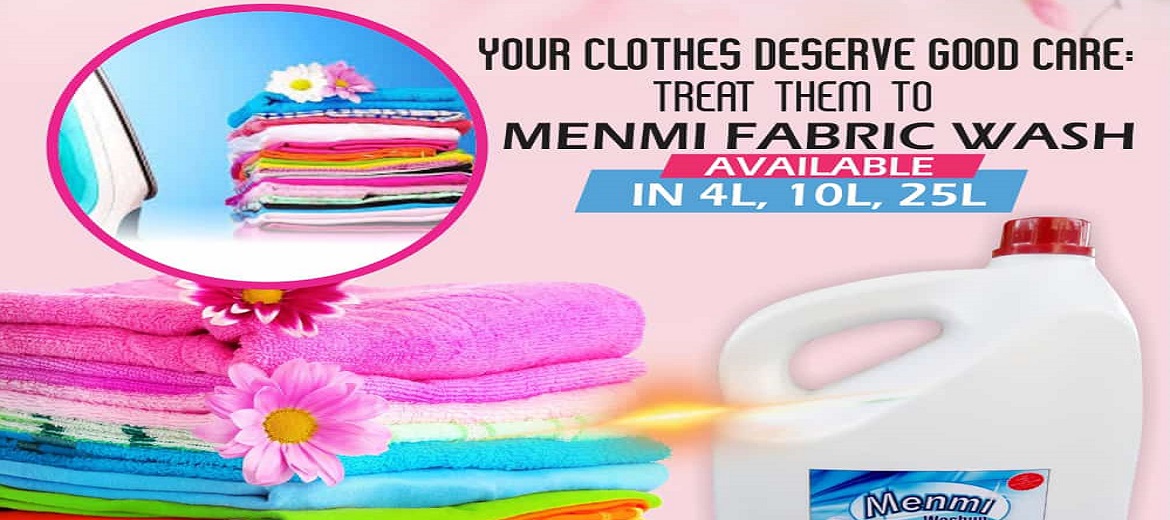 YOUR CLOTHES DESERVE GOOD CARE:
TREAT THEM TO
MENMI FABRIC WASH
AVAILABLE
IN 4L, 10L, 25L
Menmi